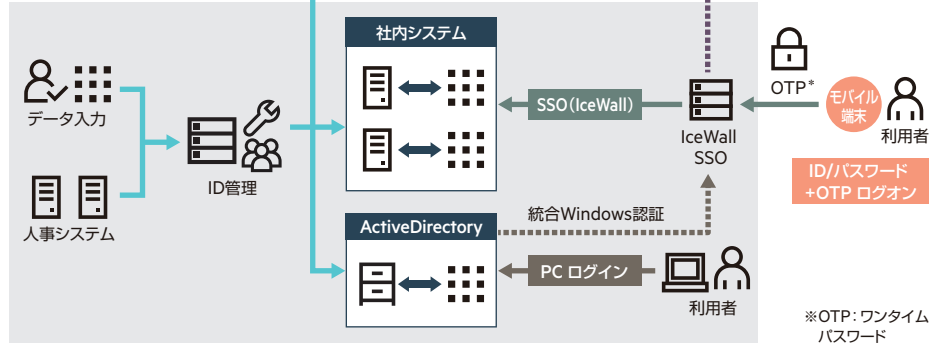 社内システム
データ入力
人事システム
ID管理
SSO(IceWall)
IceWall
SSO
OTP*
モバイル
端末
利用者
ID/パスワード
+OTP ログオン
ActiveDirectory
統合Windows認証
PC ログイン
利用者
※OTP：ワンタイム
パスワード